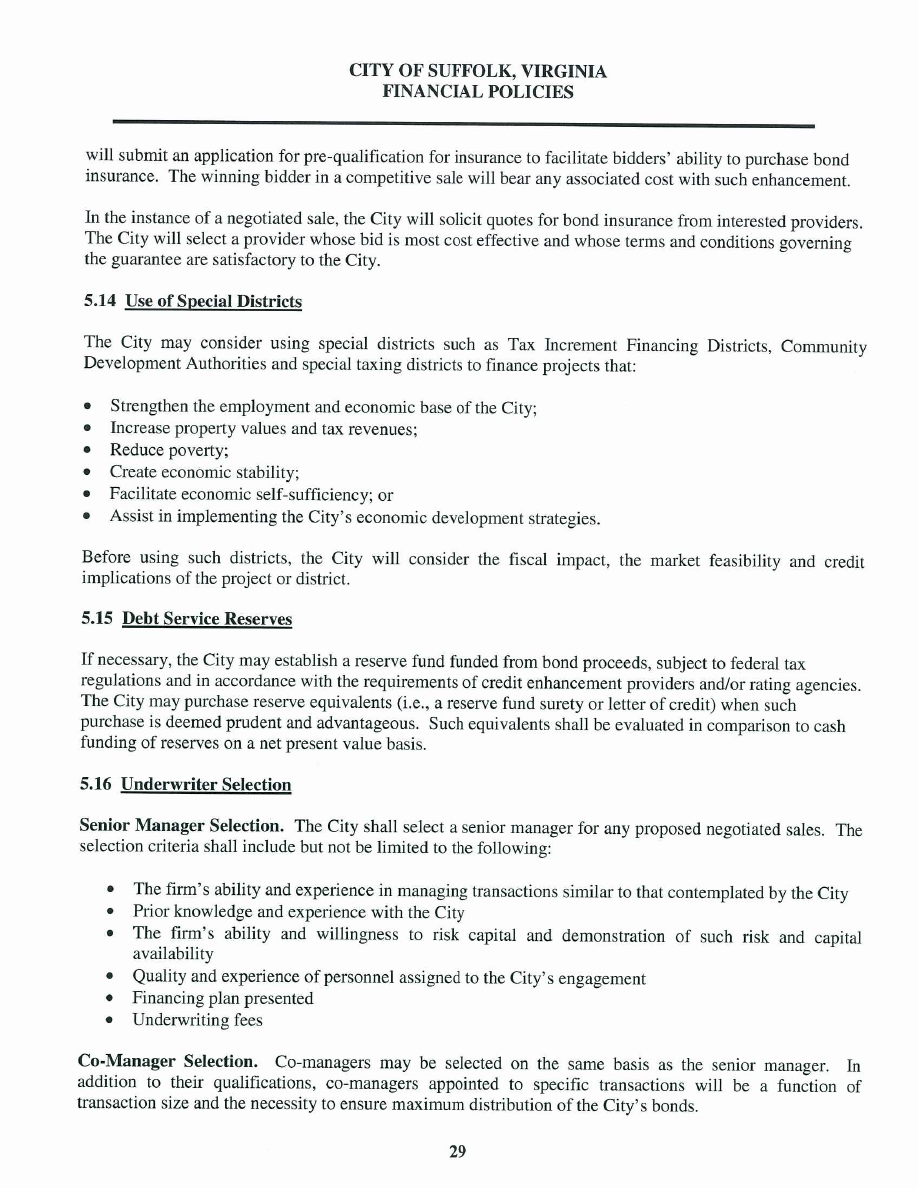 CITY OF SUFFOLK, VIRGINIA
FINANCIAL POLICIES
will submit an application for pre-qualification for insurance to facilitate bidders' ability to purchase bond
insurance. The winning bidder in a competitive sale will bear any associated cost with such enhancement.
In the instance of a negotiated sale, the City will solicit quotes for bond insurance from interested providers.
The City will select a provider whose bid is most cost effective and whose terms and conditions governing
the guarantee are satisfactory to the City.
5.14 Use of Special Districts
The City may consider using special districts such as Tax Increment Financing Districts, Community
Development Authorities and special taxing districts to finance projects that:
• Strengthen the employment and economic base of the City;
• Increase property values and tax revenues;
• Reduce poverty;
• Create economic stability;
• Facilitate economic self-sufficiency; or
• Assist in implementing the City's economic development strategies.
Before using such districts, the City will consider the fiscal impact, the market feasibility and credit
implications of the project or district.
5.15 Debt Service Reserves
If necessary, the City may establish a reserve fund funded from bond proceeds, subject to federal tax
regulations and in accordance with the requirements of credit enhancement providers and/or rating agencies.
The City may purchase reserve equivalents (i.e., a reserve fund surety or letter of credit) when such
purchase is deemed prudent and advantageous. Such equivalents shall be evaluated in comparison to cash
funding of reserves on a net present value basis.
5.16 Underwriter Selection
Senior Manager Selection. The City shall select a senior manager for any proposed negotiated sales. The
selection criteria shall include but not be limited to the following:
• The firm's ability and experience in managing transactions similar to that contemplated by the City
• Prior knowledge and experience with the City
• The firm's ability and willingness to risk capital and demonstration of such risk and capital
availability
• Quality and experience of personnel assigned to the City's engagement
• Financing plan presented
• Underwriting fees
Co-Manager Selection. Co-managers may be selected on the same basis as the senior manager. In
addition to their qualifications, co-managers appointed to specific transactions will be a function of
transaction size and the necessity to ensure maximum distribution of the City's bonds.
29